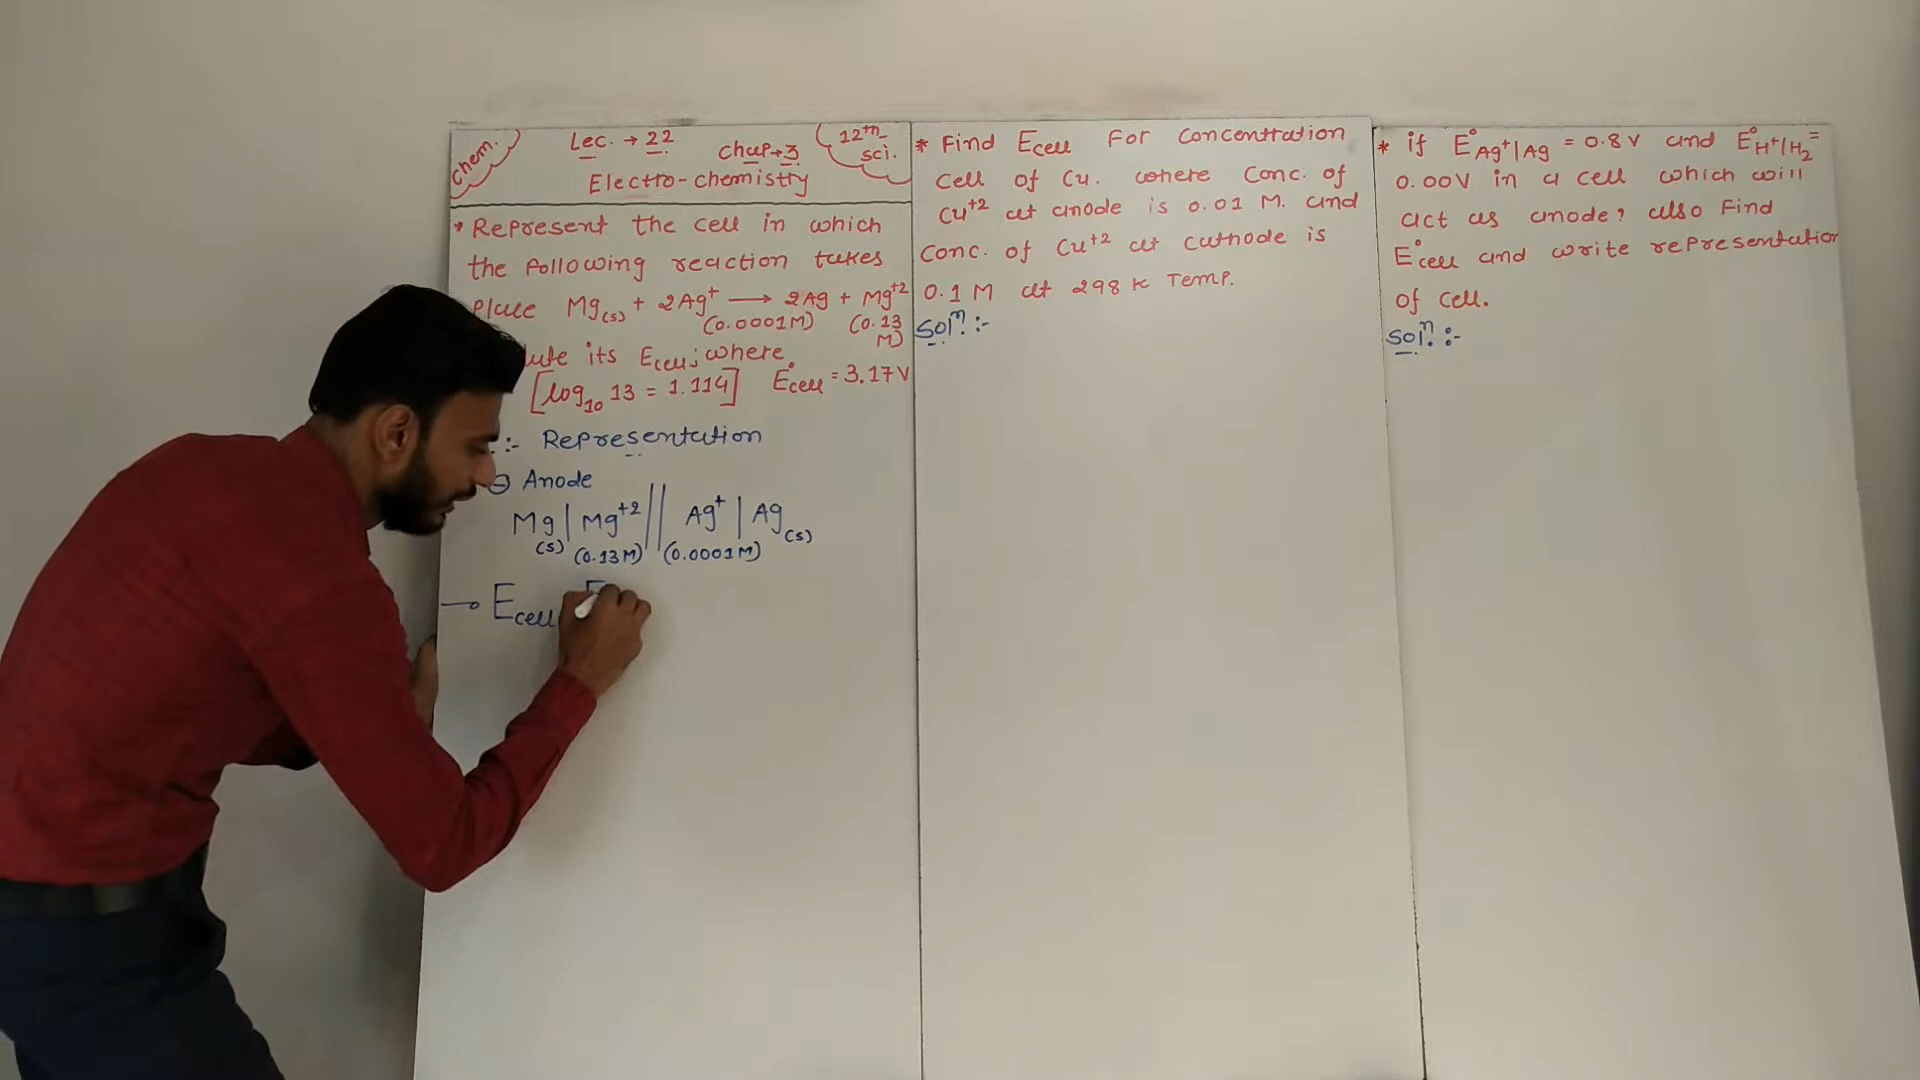 Chem.
Lec. → 22
Chap → 3
12th sci.
Electro-chemistry
* Represent the cell in which
the following reaction takes
place Mg(s) + 2Ag⁺ ⟶ 2Ag + Mg⁺²
(0.0001M) (0.13 M)
its Ecell; where
[log₁₀ 13 = 1.114] E°cell = 3.17V
:- Representation
⊖ Anode
Mg | Mg⁺² || Ag⁺ | Ag
(s) (0.13M) (0.0001M) (s)
→ Ecell
* Find Ecell For Concentration
Cell of Cu. where Conc. of
Cu⁺² at anode is 0.01 M. and
Conc. of Cu⁺² at Cathode is
0.1 M at 298 K Temp.
Solⁿ. :-
* if E°Ag⁺|Ag = 0.8 V and E°H⁺|H₂ =
0.00V in a cell which will
act as anode, also Find
E°cell and write representation
of cell.
Solⁿ. :-